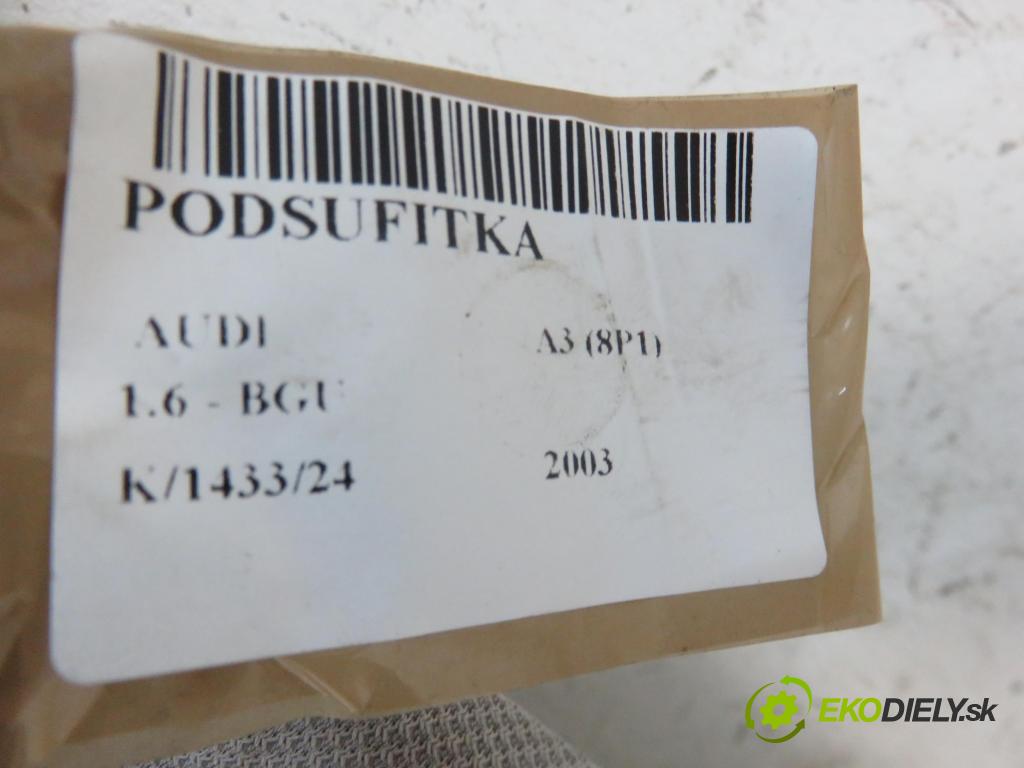 PODSUFITKA
AUDI A3 (8P1)
1.6 - BGU
K/1433/24 2003
EKODIELY.sk